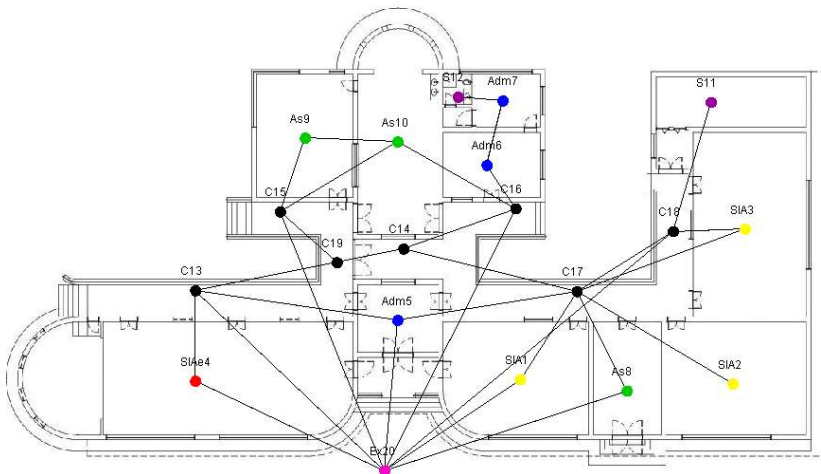 S12
Adm7
S11
As9
As10
Adm6
C15
C16
SIA3
C18
C14
C19
C13
C17
Adm5
SIAe4
SIA1
As8
SIA2
Ex20